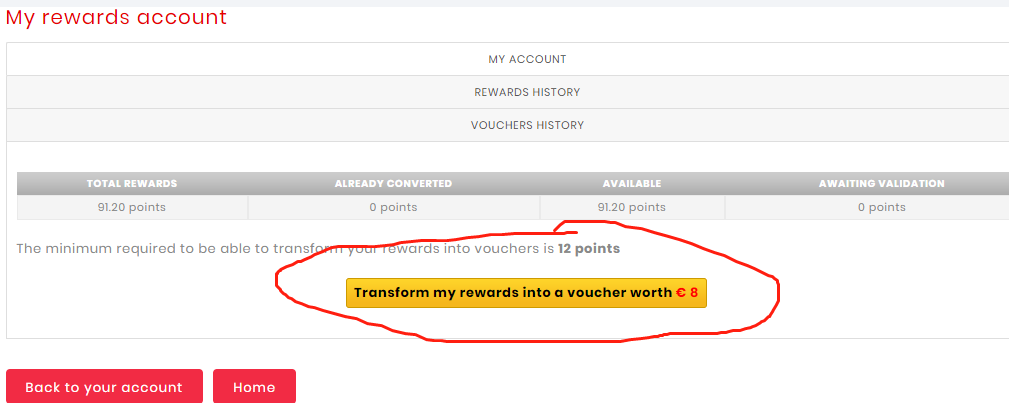 My rewards account
MY ACCOUNT
REWARDS HISTORY
VOUCHERS HISTORY
TOTAL REWARDS ALREADY CONVERTED AVAILABLE AWAITING VALIDATION
91.20 points 0 points 91.20 points 0 points
The minimum required to be able to transform your rewards into vouchers is 12 points
Transform my rewards into a voucher worth € 8
Back to your account Home